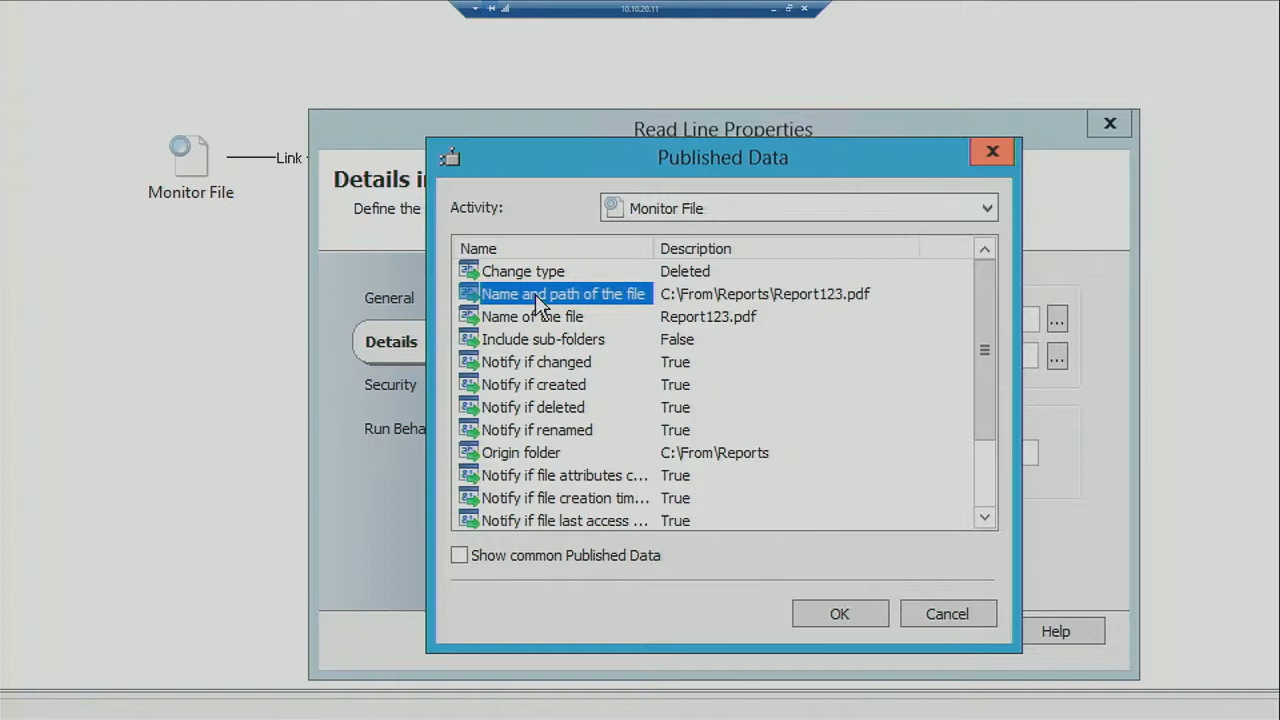 10.10.20.11
Read Line Properties
Published Data
Link
Monitor File
Details i
Define the
Activity:
Monitor File
Name Description
Change type Deleted
Name and path of the file C:\From\Reports\Report123.pdf
Name of the file Report123.pdf
Include sub-folders False
Notify if changed True
Notify if created True
Notify if deleted True
Notify if renamed True
Origin folder C:\From\Reports
Notify if file attributes c... True
Notify if file creation tim... True
Notify if file last access ... True
General
...
Details
...
Security
Run Beha
Show common Published Data
OK
Cancel
Help